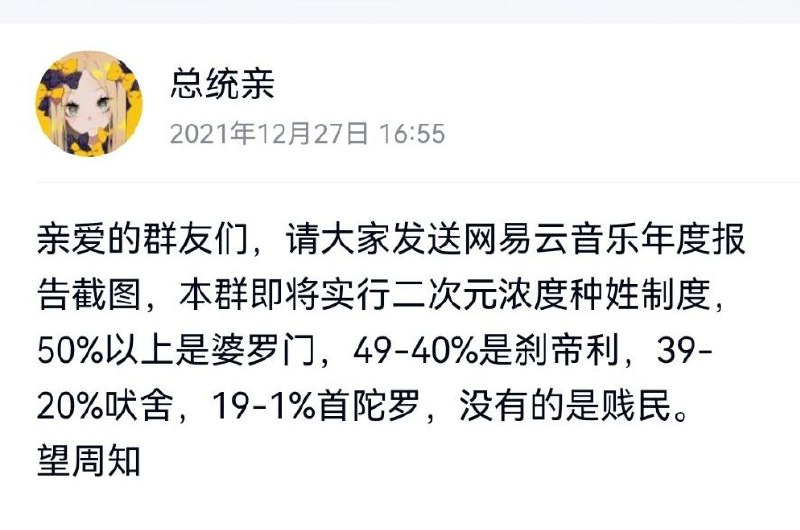 总统亲
2021年12月27日 16:55
亲爱的群友们，请大家发送网易云音乐年度报
告截图，本群即将实行二次元浓度种姓制度，
50%以上是婆罗门，49-40%是刹帝利，39-
20%吠舍，19-1%首陀罗，没有的是贱民。
望周知